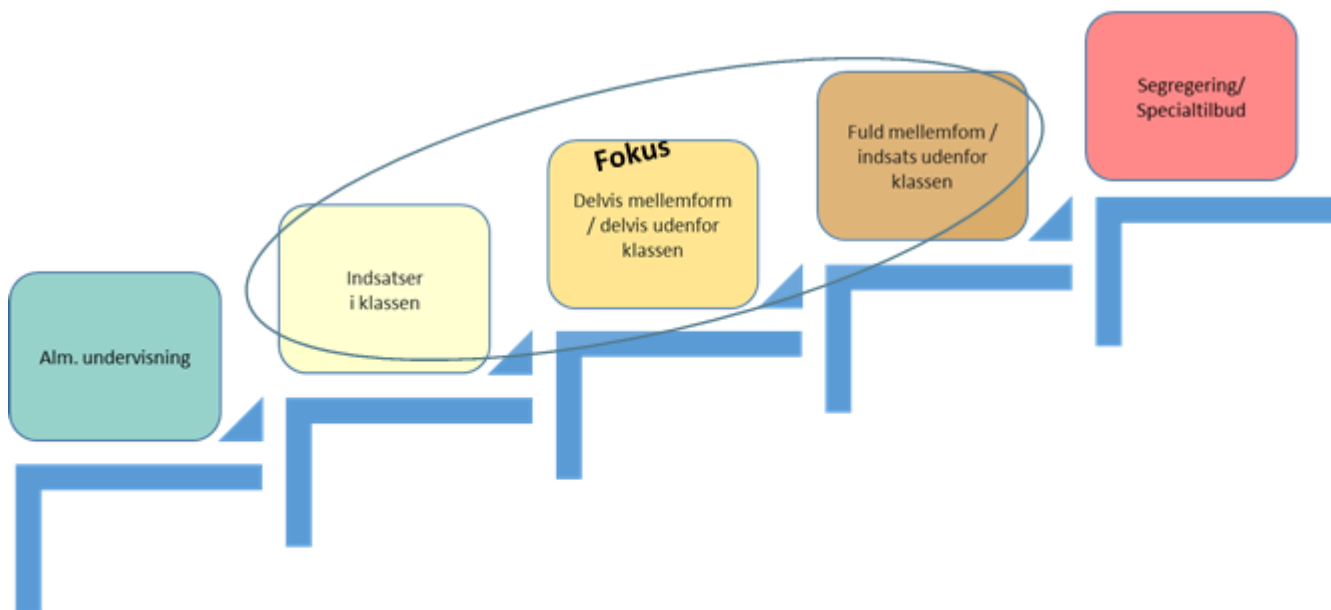 Alm. undervisning
Indsatser
i klassen
Fokus
Delvis mellemform
/ delvis udenfor
klassen
Fuld mellemfom /
indsats udenfor
klassen
Segregering/
Specialtilbud